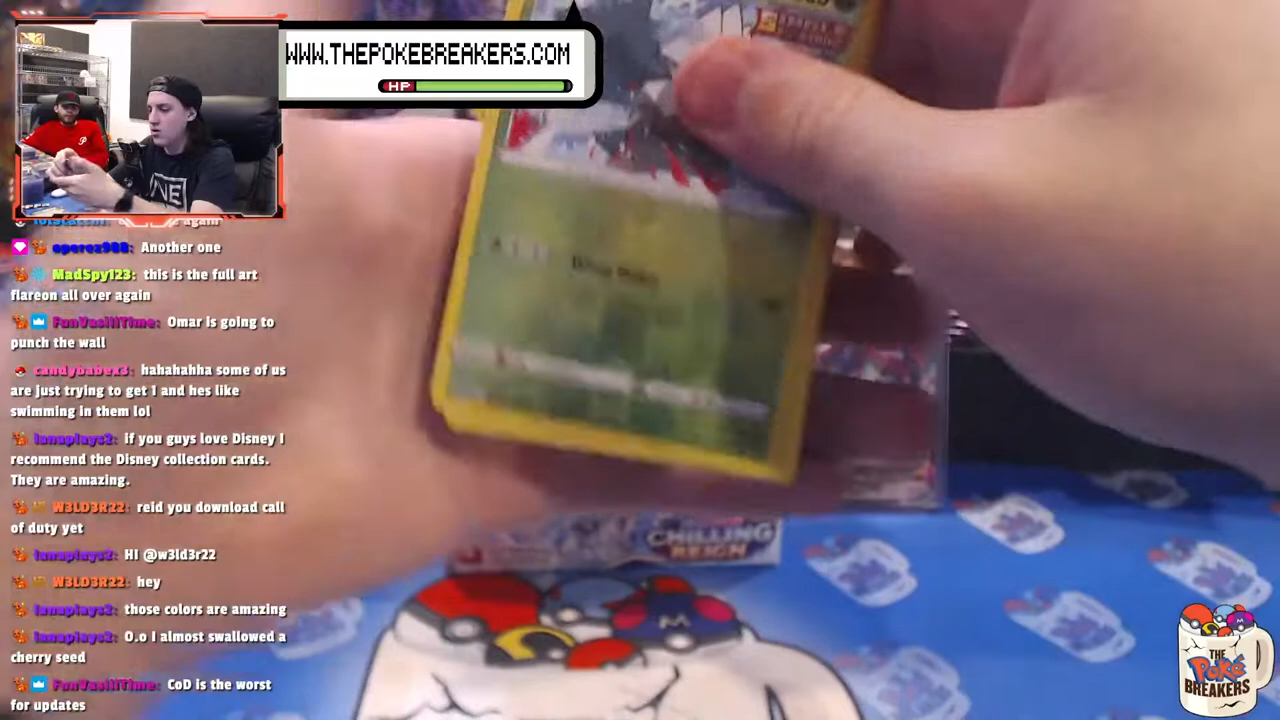 WWW.THEPOKEBREAKERS.COM
HP
aperez988: Another one
MadSpy123: this is the full art
flareon all over again
FunVasiliTime: Omar is going to
punch the wall
candybabex3: hahahahha some of us
are just trying to get 1 and hes like
swimming in them lol
lanaplays2: if you guys love Disney I
recommend the Disney collection cards.
They are amazing.
W3LD3R22: reid you download call
of duty yet
lanaplays2: HI @w3ld3r22
W3LD3R22: hey
lanaplays2: those colors are amazing
lanaplays2: O.o I almost swallowed a
cherry seed
FunVasiliTime: CoD is the worst
for updates
CHILLING
REIGN
THE
Poké
BREAKERS